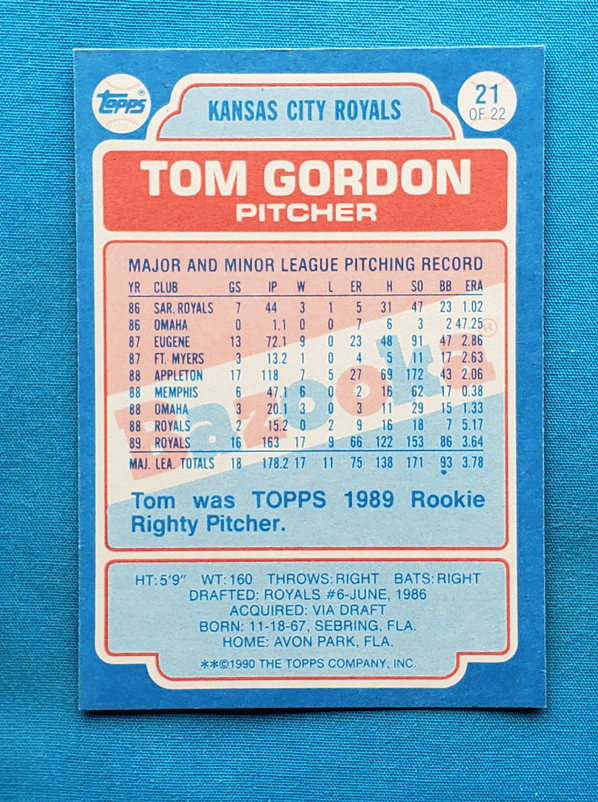 TOPPS ®
KANSAS CITY ROYALS
21
OF 22
TOM GORDON
PITCHER
MAJOR AND MINOR LEAGUE PITCHING RECORD
YR CLUB GS IP W L ER H SO BB ERA
86 SAR. ROYALS 7 44 3 1 5 31 47 23 1.02
86 OMAHA 0 1.1 0 0 7 6 3 2 47.25
87 EUGENE 13 72.1 9 0 23 48 91 47 2.86
87 FT. MYERS 3 13.2 1 0 4 5 11 17 2.63
88 APPLETON 17 118 7 5 27 69 172 43 2.06
88 MEMPHIS 6 47.1 6 0 2 16 62 17 0.38
88 OMAHA 3 20.1 3 0 3 11 29 15 1.33
88 ROYALS 2 15.2 0 2 9 16 18 7 5.17
89 ROYALS 16 163 17 9 66 122 153 86 3.64
MAJ. LEA. TOTALS 18 178.2 17 11 75 138 171 93 3.78
Bazooka ®
Tom was TOPPS 1989 Rookie
Righty Pitcher.
HT: 5'9" WT: 160 THROWS: RIGHT BATS: RIGHT
DRAFTED: ROYALS #6-JUNE, 1986
ACQUIRED: VIA DRAFT
BORN: 11-18-67, SEBRING, FLA.
HOME: AVON PARK, FLA.
**©1990 THE TOPPS COMPANY, INC.